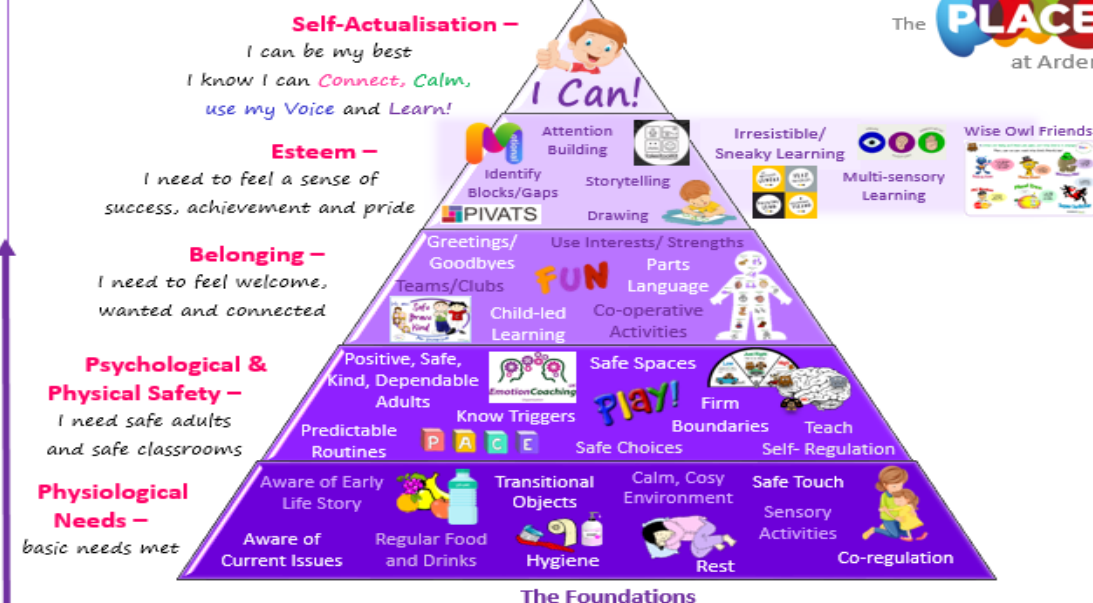 The
PLACE
at Arden
Self-Actualisation –
I can be my best
I know I can Connect, Calm,
use my Voice and Learn!
I Can!
Esteem –
I need to feel a sense of
success, achievement and pride
Attention
Building
Identify
Blocks/Gaps
PIVATS
Storytelling
Drawing
Irresistible/
Sneaky Learning
Multi-sensory
Learning
Wise Owl Friends
Belonging –
I need to feel welcome,
wanted and connected
Greetings/
Goodbyes
Teams/Clubs
Use Interests/ Strengths
FUN
Parts
Language
Safe
Brave
Kind
Child-led
Learning
Co-operative
Activities
Psychological &
Physical Safety –
I need safe adults
and safe classrooms
Positive, Safe,
Kind, Dependable
Adults
EmotionCoaching
Safe Spaces
Know Triggers
Play!
Firm
Boundaries
Predictable
Routines
PACE
Safe Choices
Teach
Self- Regulation
Physiological
Needs –
basic needs met
Aware of Early
Life Story
Transitional
Objects
Calm, Cosy
Environment
Safe Touch
Sensory
Activities
Aware of
Current Issues
Regular Food
and Drinks
Hygiene
Rest
Co-regulation
The Foundations